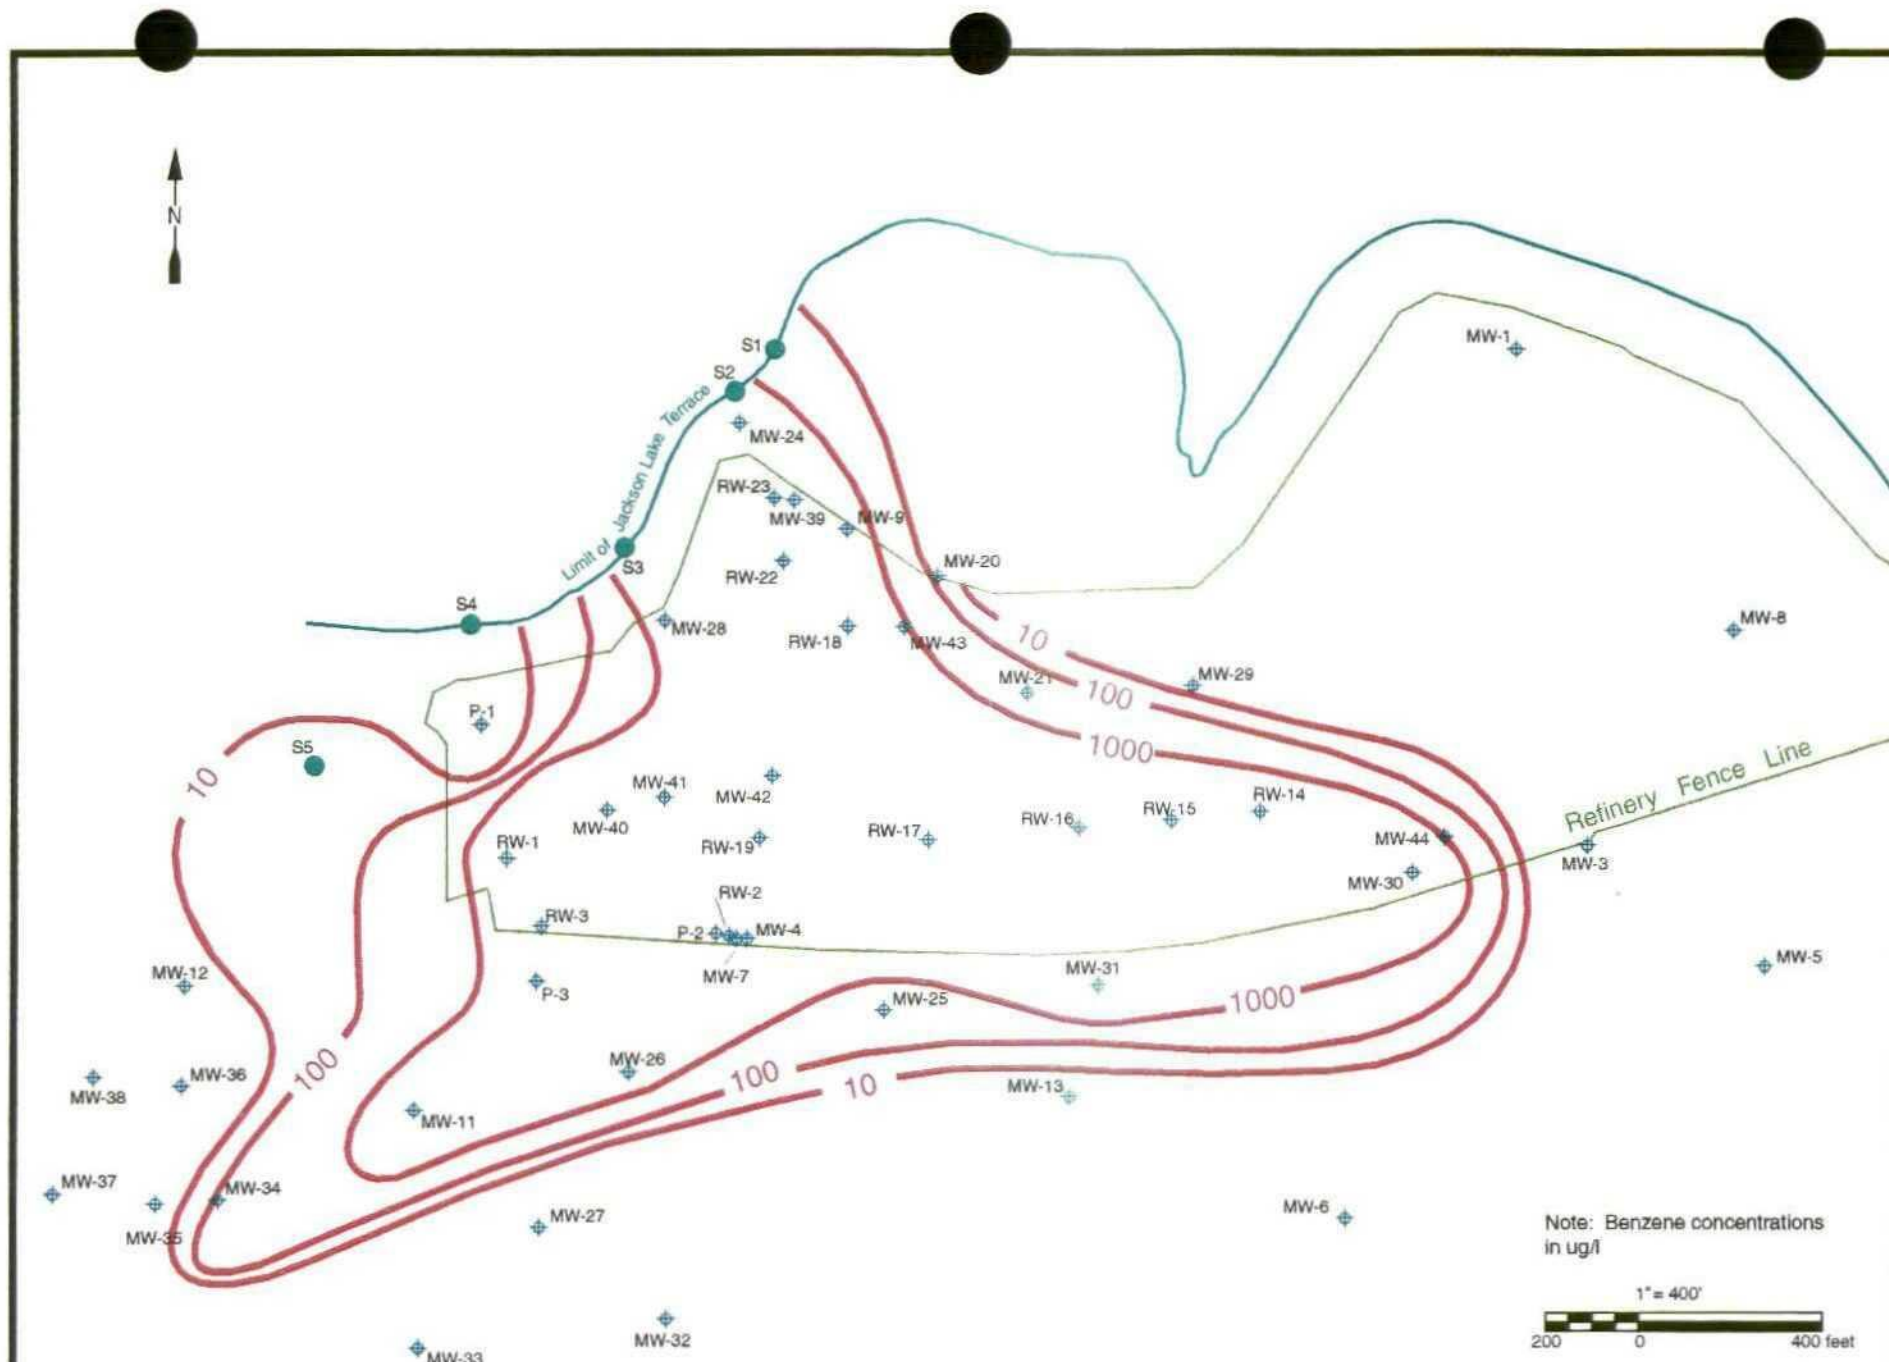 N
MW-1
S1
S2
Limit of Jackson Lake Terrace
MW-24
RW-23
MW-39
MW-9
S3
RW-22
MW-20
S4
MW-28
RW-18
MW-43
10
MW-8
MW-21
MW-29
100
P-1
1000
S5
10
MW-41
MW-42
MW-40
RW-16
RW-15
RW-14
Refinery Fence Line
RW-1
RW-19
RW-17
MW-44
MW-3
RW-2
MW-30
RW-3
P-2
MW-4
MW-12
MW-7
MW-31
MW-5
P-3
MW-25
1000
100
MW-26
100
10
MW-13
MW-36
MW-38
MW-11
MW-37
MW-34
MW-35
MW-27
MW-6
Note: Benzene concentrations
in ug/l
1"= 400'
200 0 400 feet
MW-32
MW-33